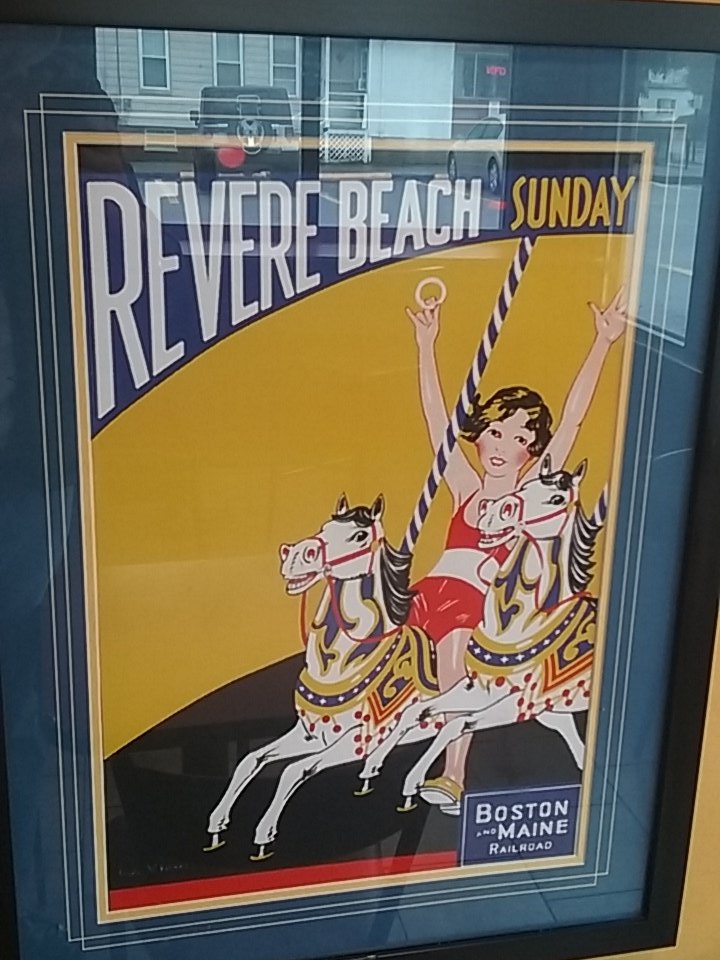 REVERE BEACH SUNDAY
BOSTON
AND MAINE
RAILROAD